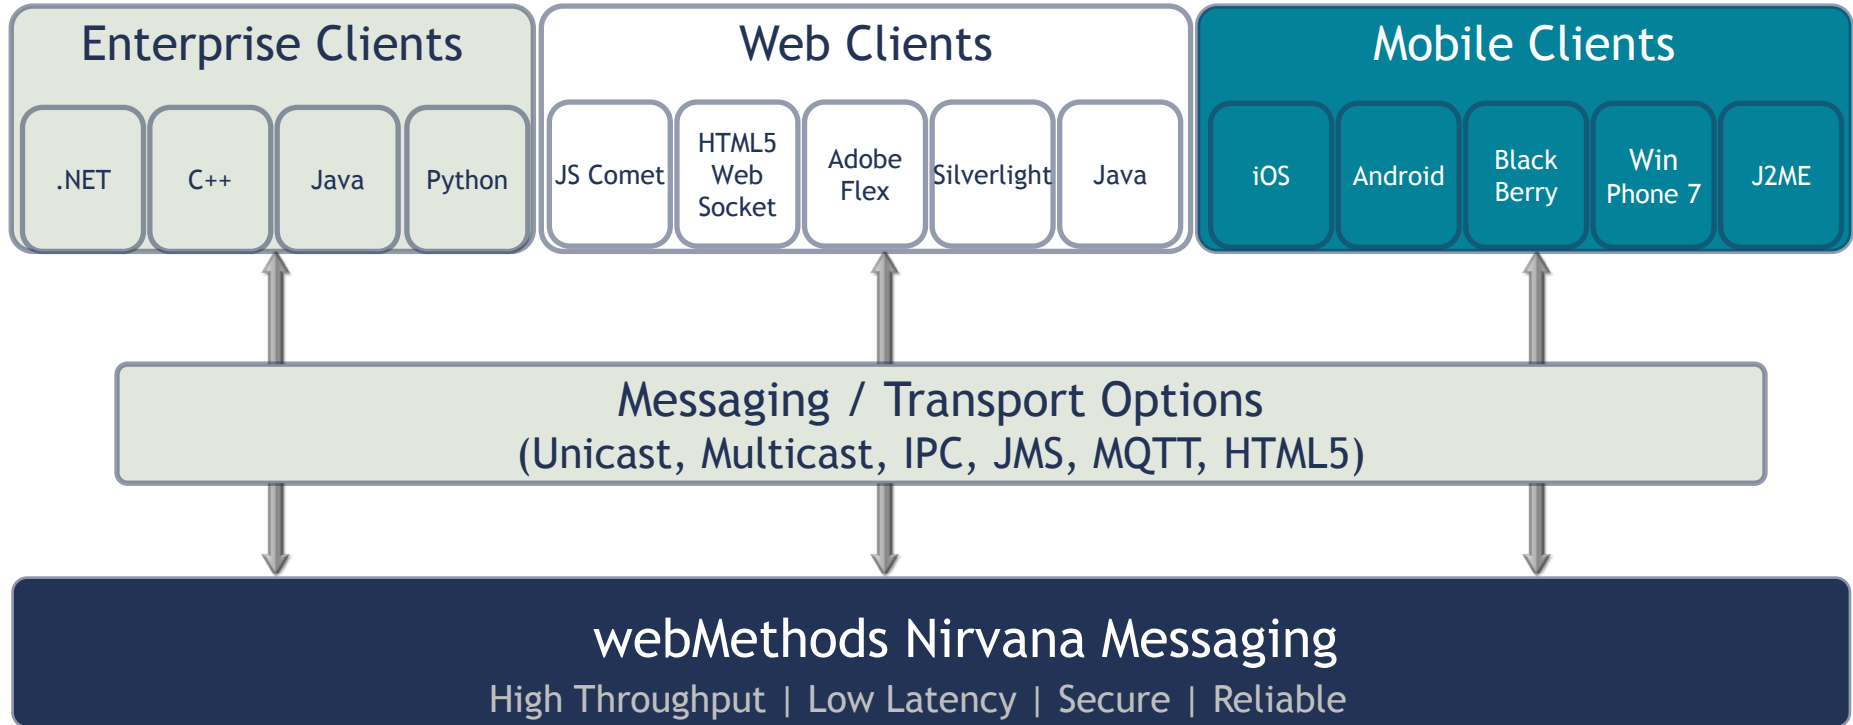 Enterprise Clients
.NET
C++
Java
Python
Web Clients
JS Comet
HTML5
Web
Socket
Adobe
Flex
Silverlight
Java
Mobile Clients
iOS
Android
Black
Berry
Win
Phone 7
J2ME
Messaging / Transport Options
(Unicast, Multicast, IPC, JMS, MQTT, HTML5)
webMethods Nirvana Messaging
High Throughput | Low Latency | Secure | Reliable